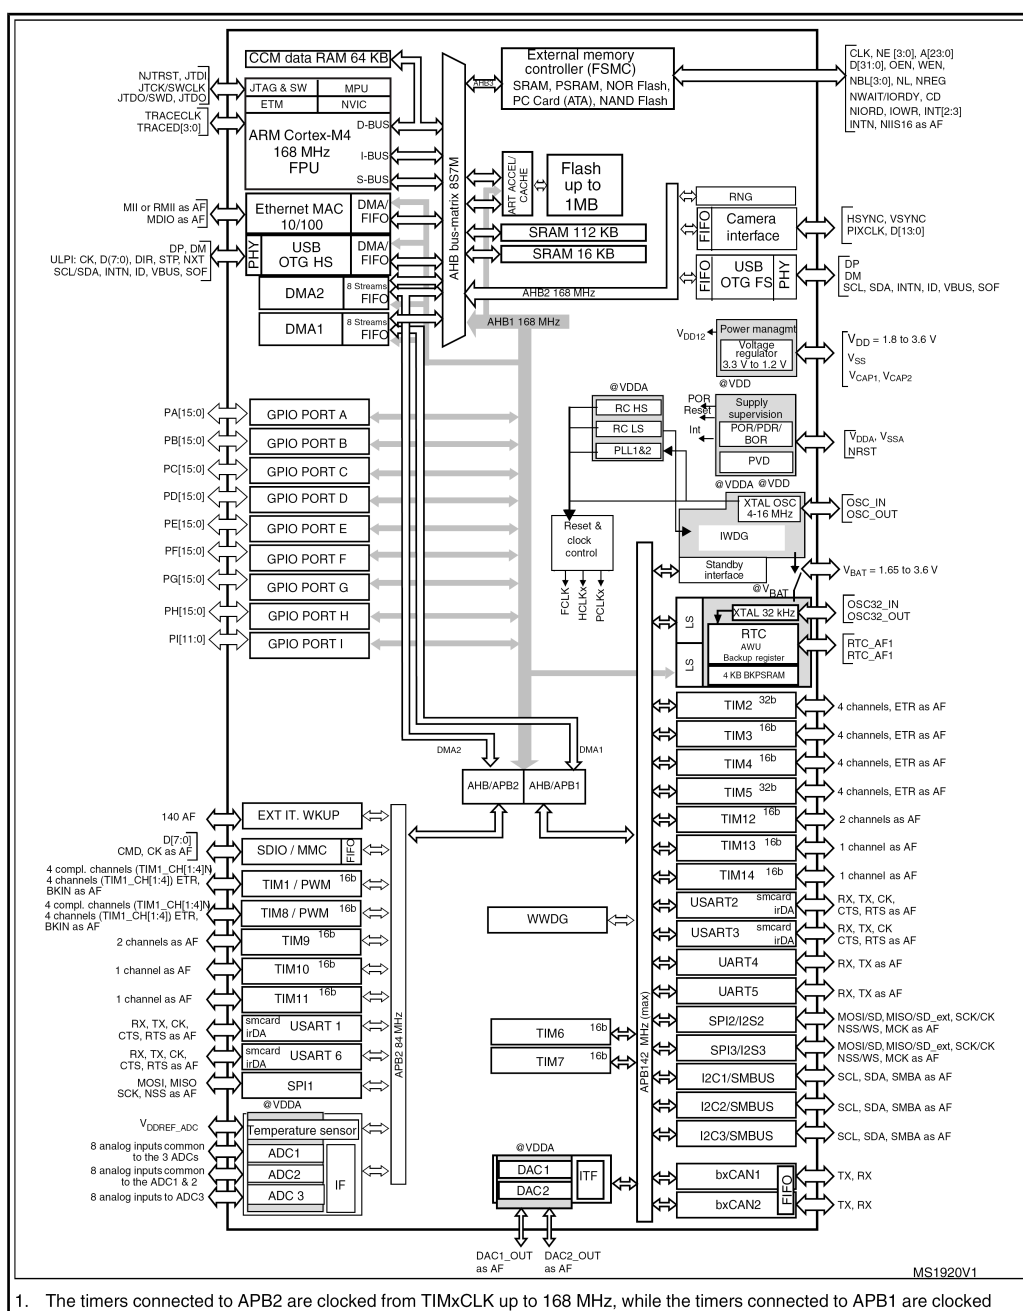 CCM data RAM 64 KB
External memory
controller (FSMC)
SRAM, PSRAM, NOR Flash,
PC Card (ATA), NAND Flash
AHB3
CLK, NE [3:0], A[23:0]
D[31:0], OEN, WEN,
NBL[3:0], NL, NREG
NWAIT/IORDY, CD
NIORD, IOWR, INT[2:3]
INTN, NIIS16 as AF
NJTRST, JTDI
JTCK/SWCLK
JTDO/SWD, JTDO
TRACECLK
TRACED[3:0]
JTAG & SW
MPU
ETM
NVIC
D-BUS
ARM Cortex-M4
168 MHz
FPU
I-BUS
S-BUS
AHB bus-matrix 8S7M
ART ACCEL/
CACHE
Flash
up to
1MB
SRAM 112 KB
SRAM 16 KB
AHB2 168 MHz
AHB1 168 MHz
MII or RMII as AF
MDIO as AF
Ethernet MAC
10/100
DMA/
FIFO
DP, DM
ULPI: CK, D(7:0), DIR, STP, NXT
SCL/SDA, INTN, ID, VBUS, SOF
PHY
USB
OTG HS
DMA/
FIFO
DMA2
8 Streams
FIFO
DMA1
8 Streams
FIFO
RNG
FIFO
Camera
interface
HSYNC, VSYNC
PIXCLK, D[13:0]
FIFO
USB
OTG FS
PHY
DP
DM
SCL, SDA, INTN, ID, VBUS, SOF
VDD12
Power managmt
Voltage
regulator
3.3 V to 1.2 V
@VDD
VDD = 1.8 to 3.6 V
VSS
VCAP1, VCAP2
@VDDA
RC HS
RC LS
PLL1&2
POR
Reset
Int
Supply
supervision
POR/PDR/
BOR
PVD
VDDA, VSSA
NRST
@VDDA @VDD
XTAL OSC
4-16 MHz
OSC_IN
OSC_OUT
IWDG
Reset &
clock
control
FCLK
HCLKx
PCLKx
Standby
interface
@VBAT
VBAT = 1.65 to 3.6 V
LS
LS
XTAL 32 kHz
OSC32_IN
OSC32_OUT
RTC
AWU
Backup register
4 KB BKPSRAM
RTC_AF1
RTC_AF1
PA[15:0]
GPIO PORT A
PB[15:0]
GPIO PORT B
PC[15:0]
GPIO PORT C
PD[15:0]
GPIO PORT D
PE[15:0]
GPIO PORT E
PF[15:0]
GPIO PORT F
PG[15:0]
GPIO PORT G
PH[15:0]
GPIO PORT H
PI[11:0]
GPIO PORT I
DMA2
DMA1
AHB/APB2
AHB/APB1
TIM2 32b
4 channels, ETR as AF
TIM3 16b
4 channels, ETR as AF
TIM4 16b
4 channels, ETR as AF
TIM5 32b
4 channels, ETR as AF
TIM12 16b
2 channels as AF
TIM13 16b
1 channel as AF
TIM14 16b
1 channel as AF
USART2
smcard
irDA
RX, TX, CK,
CTS, RTS as AF
USART3
smcard
irDA
RX, TX, CK
CTS, RTS as AF
UART4
RX, TX as AF
UART5
RX, TX as AF
SPI2/I2S2
MOSI/SD, MISO/SD_ext, SCK/CK
NSS/WS, MCK as AF
SPI3/I2S3
MOSI/SD, MISO/SD_ext, SCK/CK
NSS/WS, MCK as AF
I2C1/SMBUS
SCL, SDA, SMBA as AF
I2C2/SMBUS
SCL, SDA, SMBA as AF
I2C3/SMBUS
SCL, SDA, SMBA as AF
bxCAN1
TX, RX
FIFO
bxCAN2
TX, RX
APB142 MHz (max)
WWDG
TIM6 16b
TIM7 16b
@VDDA
DAC1
DAC2
ITF
DAC1_OUT
as AF
DAC2_OUT
as AF
140 AF
EXT IT. WKUP
D[7:0]
CMD, CK as AF
SDIO / MMC
FIFO
4 compl. channels (TIM1_CH[1:4]N
4 channels (TIM1_CH[1:4]) ETR,
BKIN as AF
TIM1 / PWM 16b
4 compl. channels (TIM1_CH[1:4]N
4 channels (TIM1_CH[1:4]) ETR,
BKIN as AF
TIM8 / PWM 16b
2 channels as AF
TIM9 16b
1 channel as AF
TIM10 16b
1 channel as AF
TIM11 16b
RX, TX, CK,
CTS, RTS as AF
smcard
irDA
USART 1
RX, TX, CK,
CTS, RTS as AF
smcard
irDA
USART 6
MOSI, MISO
SCK, NSS as AF
SPI1
APB2 84 MHz
@VDDA
VDDREF_ADC
Temperature sensor
8 analog inputs common
to the 3 ADCs
ADC1
8 analog inputs common
to the ADC1 & 2
ADC2
8 analog inputs to ADC3
ADC 3
IF
MS1920V1
1. The timers connected to APB2 are clocked from TIMxCLK up to 168 MHz, while the timers connected to APB1 are clocked